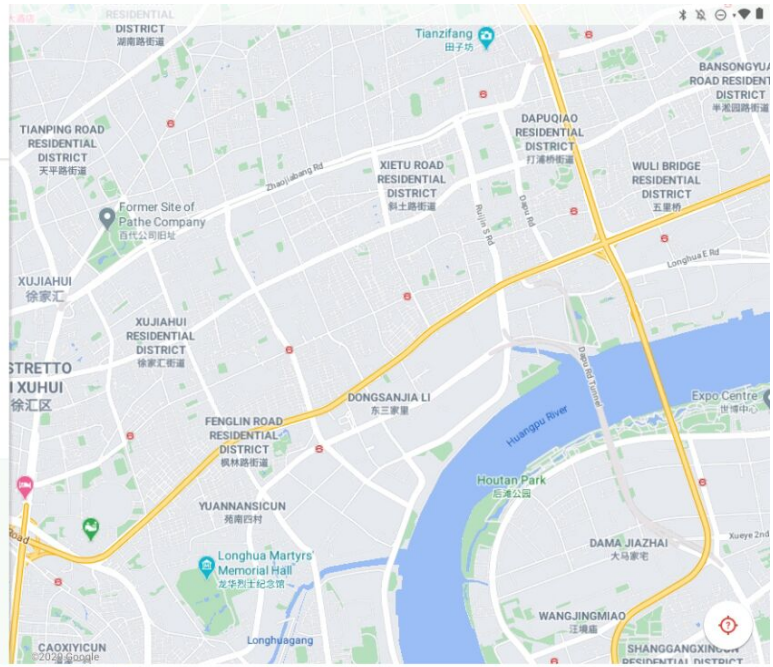 RESIDENTIAL
DISTRICT
湖南路街道
Tianzifang
田子坊
BANSONGYUA
ROAD RESIDENT
DISTRICT
半淞园路街道
TIANPING ROAD
RESIDENTIAL
DISTRICT
天平路街道
DAPUQIAO
RESIDENTIAL
DISTRICT
打浦桥街道
XIETU ROAD
RESIDENTIAL
DISTRICT
斜土路街道
WULI BRIDGE
RESIDENTIAL
DISTRICT
五里桥
Zhaojiabang Rd
Former Site of
Pathe Company
百代公司旧址
Ruijin S Rd
Dapu Rd
Longhua E Rd
XUJIAHUI
徐家汇
XUJIAHUI
RESIDENTIAL
DISTRICT
徐家汇街道
STRETTO
I XUHUI
徐汇区
Dapu Rd Tunnel
DONGSANJIA LI
东三家里
Expo Centre
世博中心
FENGLIN ROAD
RESIDENTIAL
DISTRICT
枫林路街道
Huangpu River
Houtan Park
后滩公园
YUANNANSICUN
苑南四村
Road
DAMA JIAZHAI
大马家宅
Xueye 2nd
Longhua Martyrs'
Memorial Hall
龙华烈士纪念馆
WANGJINGMIAO
汪境庙
Longhuagang
CAOXIYICUN
©2020 Google
SHANGGANGXINCUN
RESIDENTIAL DISTRICT